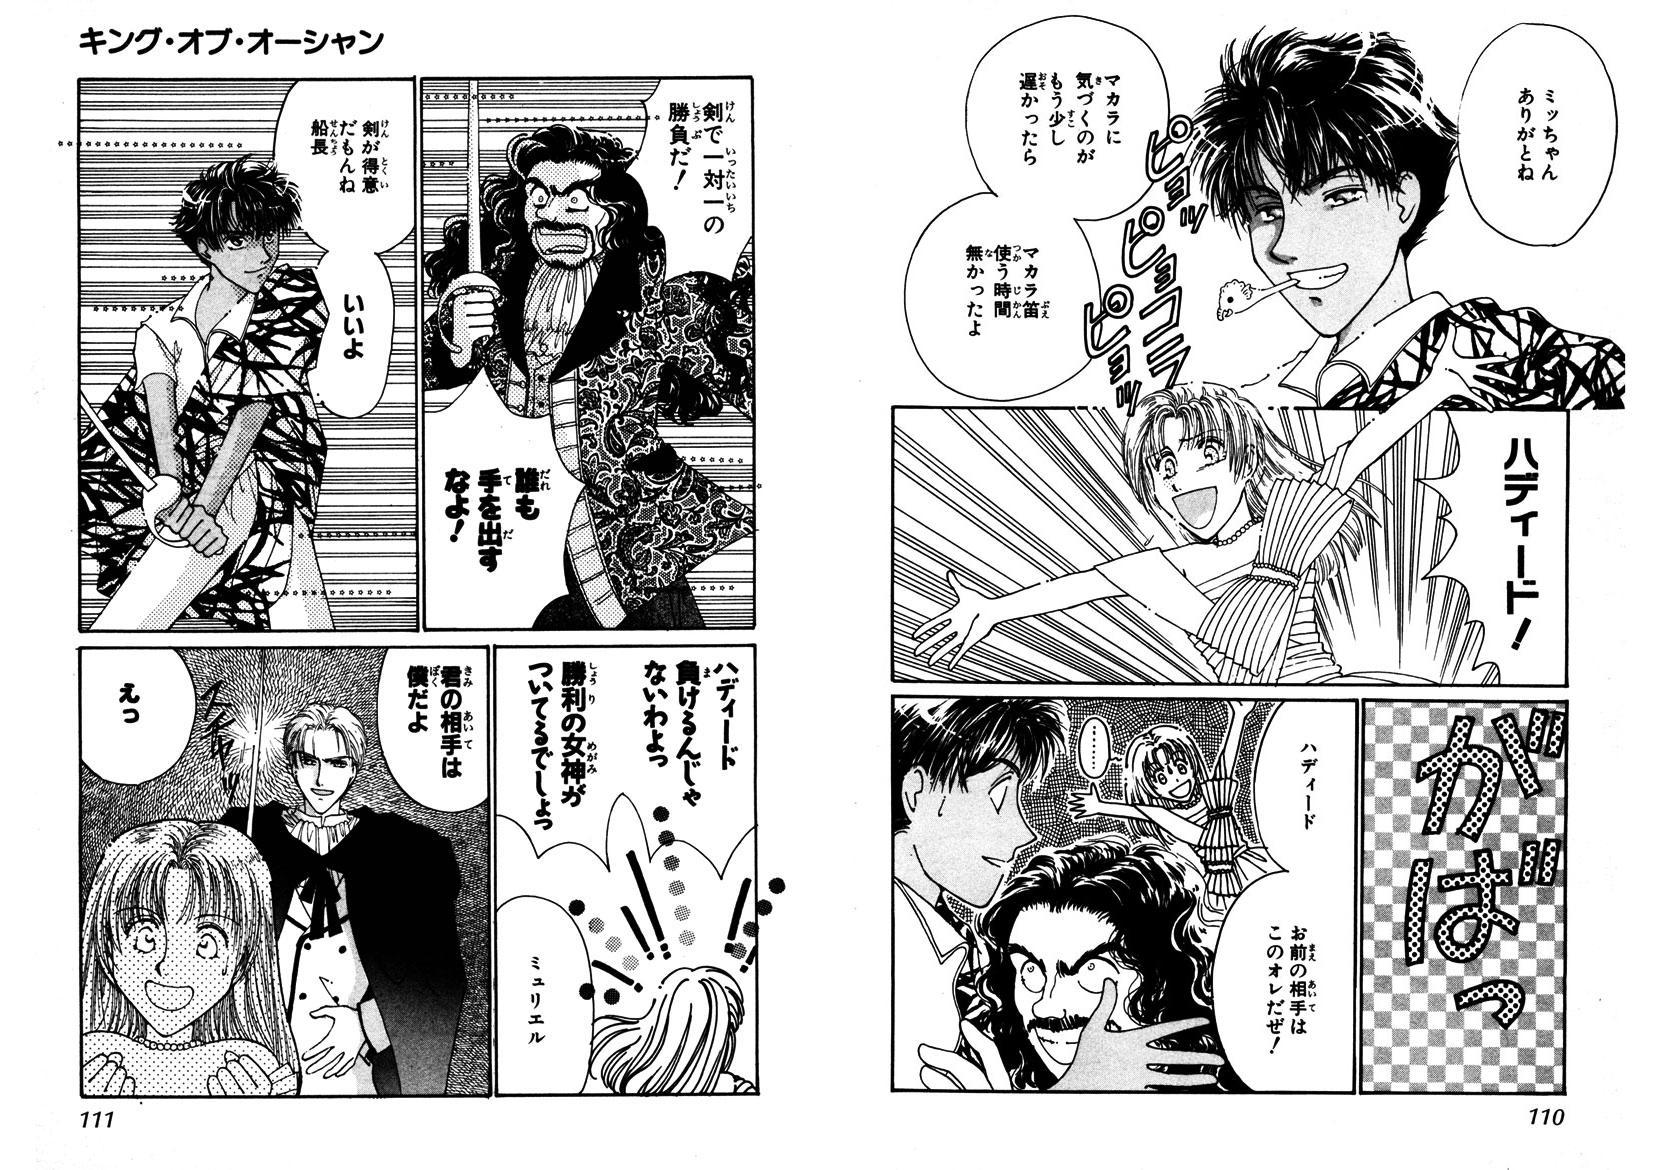 ミッちゃん
ありがとね
マカラに
気づくのが
もう少し
遅かったら
マカラ笛
使う時間
無かったよ
ピョッ
ピョコラ
ピョッ
ハディード!
がばっ
ハディード
お前の相手は
このオレだぜ!
………
110
キング・オブ・オーシャン
剣で一対一の
勝負だ!
誰も
手を出す
なよ!
剣が得意
だもんね
船長
いいよ
ハディード
負けるんじゃ
ないわよっ
勝利の女神が
ついてるでしょっ
!!
!!
ミュリエル
君の相手は
僕だよ
えっ
111